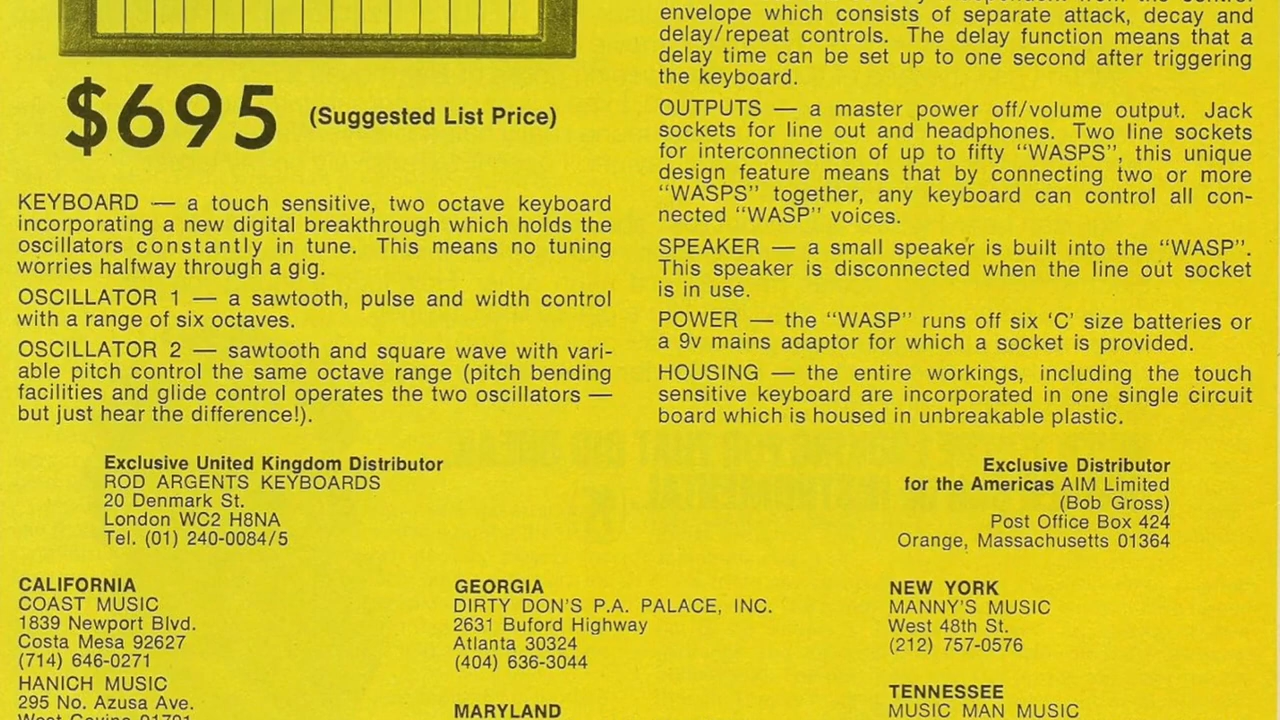 $695 (Suggested List Price)
KEYBOARD — a touch sensitive, two octave keyboard
incorporating a new digital breakthrough which holds the
oscillators constantly in tune. This means no tuning
worries halfway through a gig.
OSCILLATOR 1 — a sawtooth, pulse and width control
with a range of six octaves.
OSCILLATOR 2 — sawtooth and square wave with vari-
able pitch control the same octave range (pitch bending
facilities and glide control operates the two oscillators —
but just hear the difference!).
envelope which consists of separate attack, decay and
delay/repeat controls. The delay function means that a
delay time can be set up to one second after triggering
the keyboard.
OUTPUTS — a master power off/volume output. Jack
sockets for line out and headphones. Two line sockets
for interconnection of up to fifty “WASPS”, this unique
design feature means that by connecting two or more
“WASPS” together, any keyboard can control all con-
nected “WASP” voices.
SPEAKER — a small speaker is built into the “WASP”.
This speaker is disconnected when the line out socket
is in use.
POWER — the “WASP” runs off six ‘C’ size batteries or
a 9v mains adaptor for which a socket is provided.
HOUSING — the entire workings, including the touch
sensitive keyboard are incorporated in one single circuit
board which is housed in unbreakable plastic.
Exclusive United Kingdom Distributor
ROD ARGENTS KEYBOARDS
20 Denmark St.
London WC2 H8NA
Tel. (01) 240-0084/5
Exclusive Distributor
for the Americas AIM Limited
(Bob Gross)
Post Office Box 424
Orange, Massachusetts 01364
CALIFORNIA
COAST MUSIC
1839 Newport Blvd.
Costa Mesa 92627
(714) 646-0271
HANICH MUSIC
295 No. Azusa Ave.
GEORGIA
DIRTY DON'S P.A. PALACE, INC.
2631 Buford Highway
Atlanta 30324
(404) 636-3044
MARYLAND
NEW YORK
MANNY'S MUSIC
West 48th St.
(212) 757-0576
TENNESSEE
MUSIC MAN MUSIC